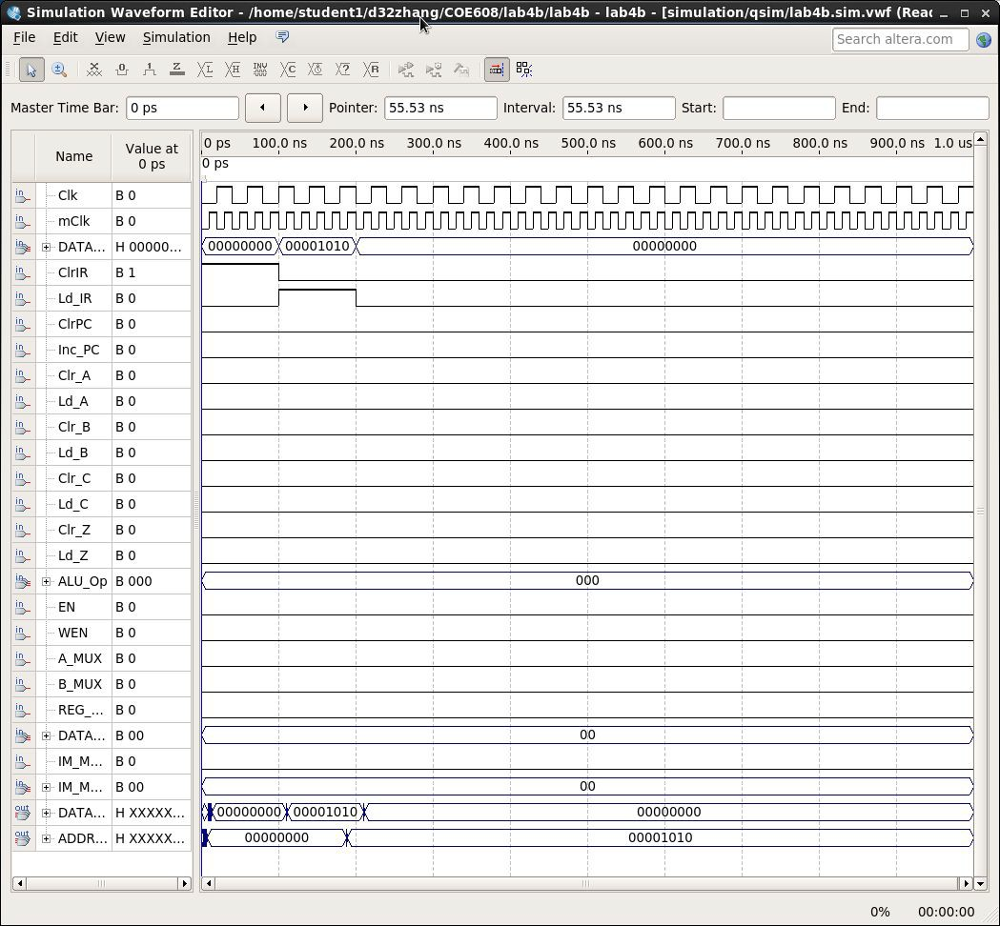 Simulation Waveform Editor - /home/student1/d32zhang/COE608/lab4b/lab4b - lab4b - [simulation/qsim/lab4b.sim.vwf (Reac
File Edit View Simulation Help
Search altera.com
Master Time Bar: 0 ps Pointer: 55.53 ns Interval: 55.53 ns Start: End:
Name Value at 0 ps
0 ps 100.0 ns 200.0 ns 300.0 ns 400.0 ns 500.0 ns 600.0 ns 700.0 ns 800.0 ns 900.0 ns 1.0 us
0 ps
Clk B 0
mClk B 0
DATA... H 00000... 00000000 00001010 00000000
ClrIR B 1
Ld_IR B 0
ClrPC B 0
Inc_PC B 0
Clr_A B 0
Ld_A B 0
Clr_B B 0
Ld_B B 0
Clr_C B 0
Ld_C B 0
Clr_Z B 0
Ld_Z B 0
ALU_Op B 000 000
EN B 0
WEN B 0
A_MUX B 0
B_MUX B 0
REG_... B 0
DATA... B 00 00
IM_M... B 0
IM_M... B 00 00
DATA... H XXXXX... 00000000 00001010 00000000
ADDR... H XXXXX... 00000000 00001010
0% 00:00:00